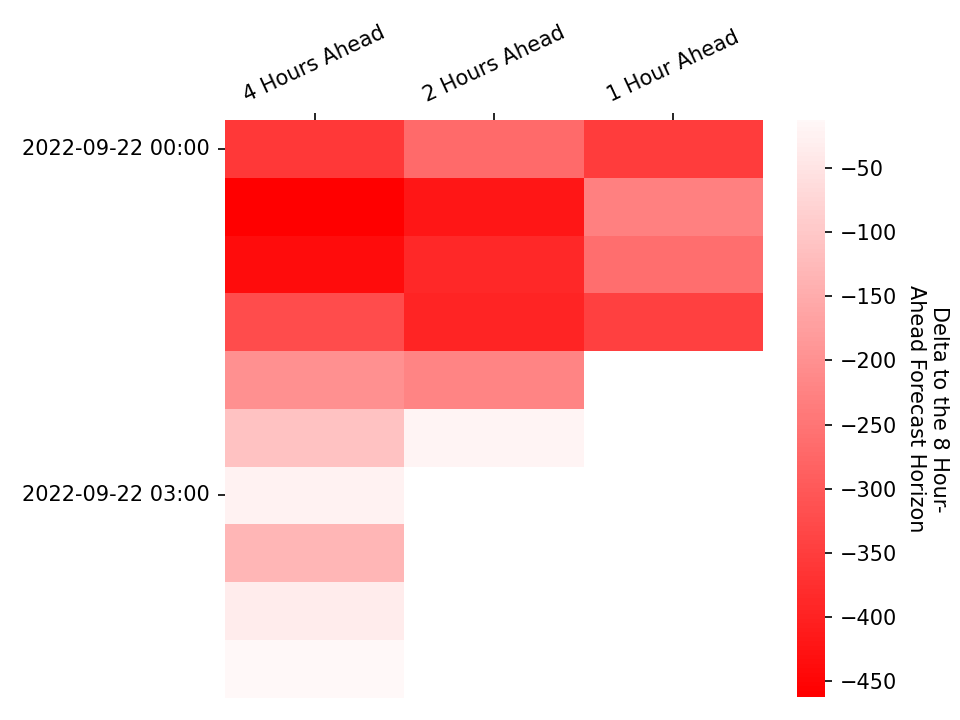 4 Hours Ahead
2 Hours Ahead
1 Hour Ahead
2022-09-22 00:00
2022-09-22 03:00
−50
−100
−150
−200
−250
−300
−350
−400
−450
Delta to the 8 Hour-
Ahead Forecast Horizon